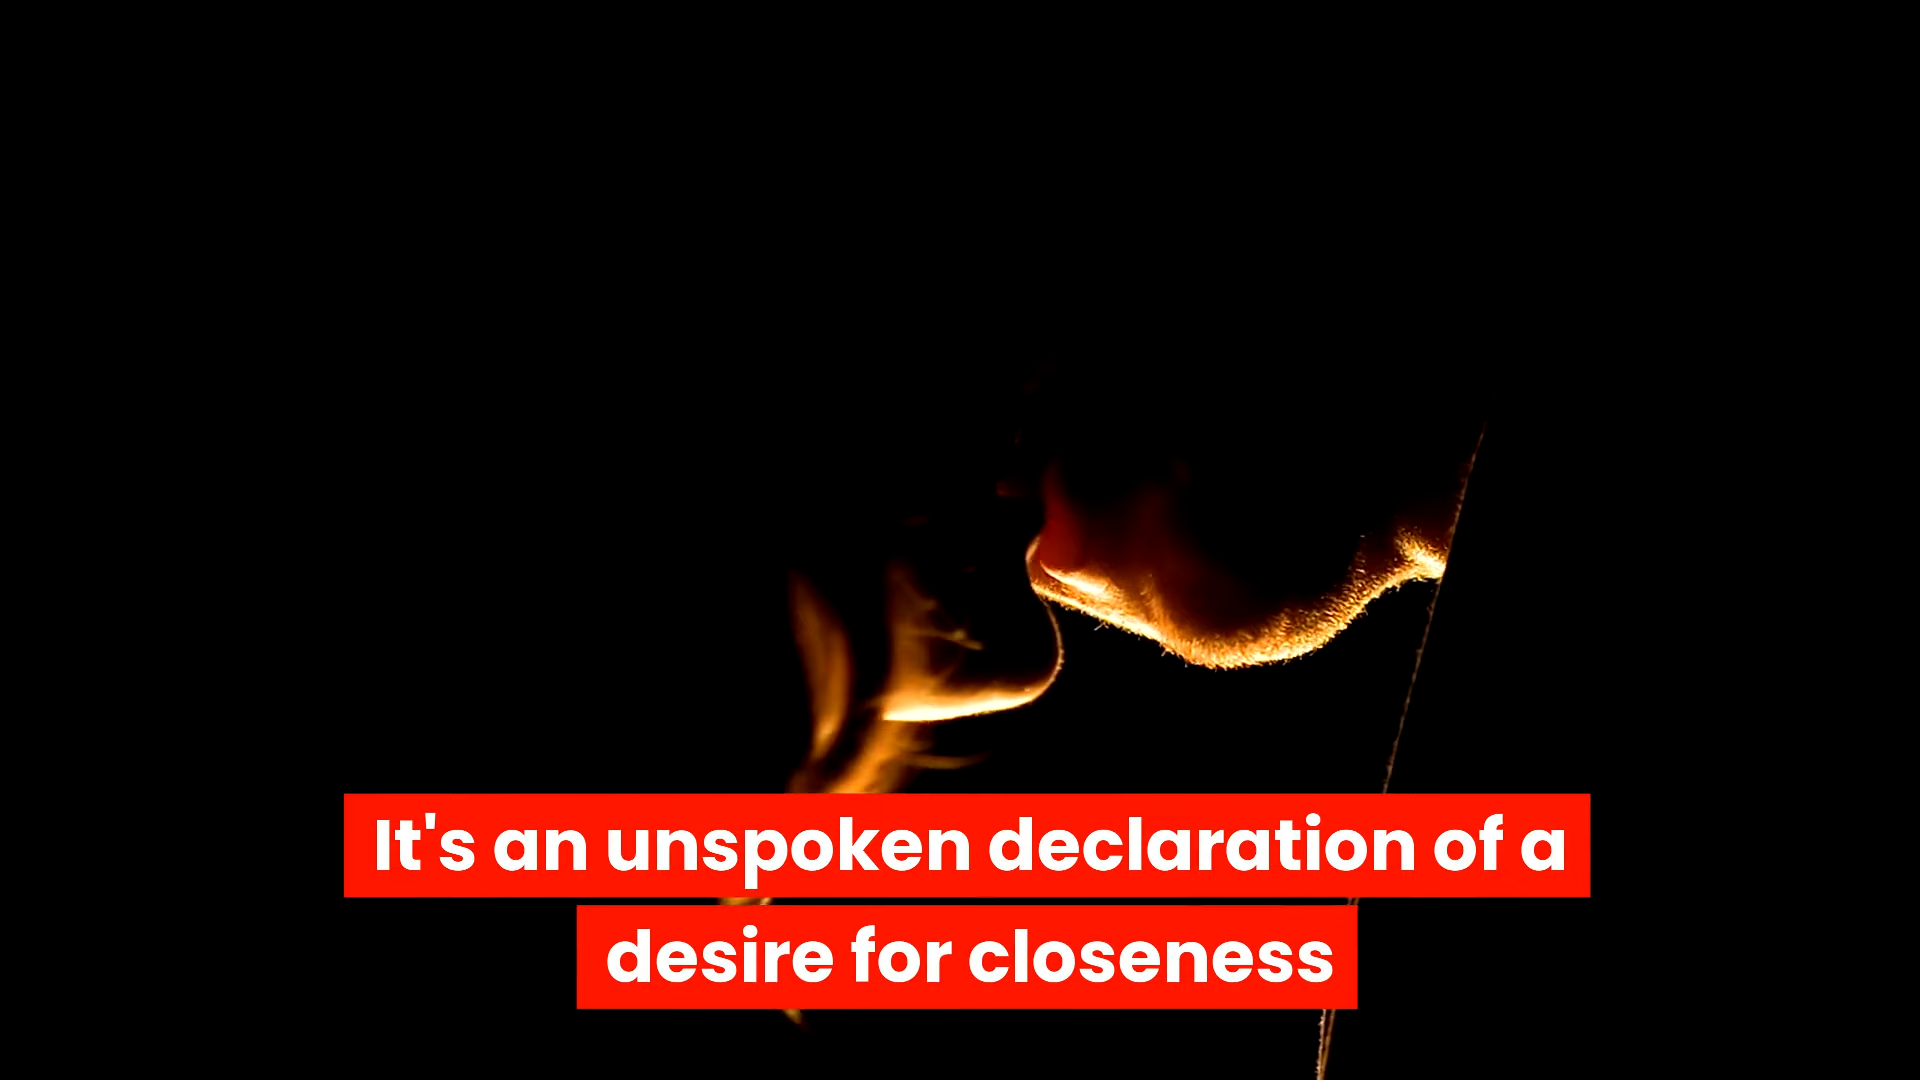 It's an unspoken declaration of a
desire for closeness